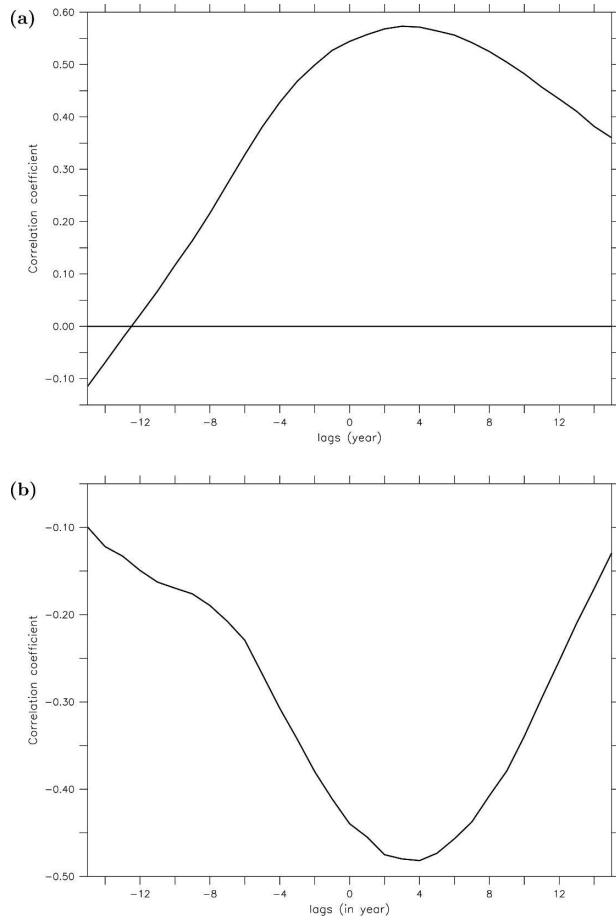 (a)
0.60
0.50
0.40
0.30
0.20
0.10
0.00
−0.10
Correlation coefficient
−12 −8 −4 0 4 8 12
lags (year)
(b)
−0.10
−0.20
−0.30
−0.40
−0.50
Correlation coefficient
−12 −8 −4 0 4 8 12
lags (in year)